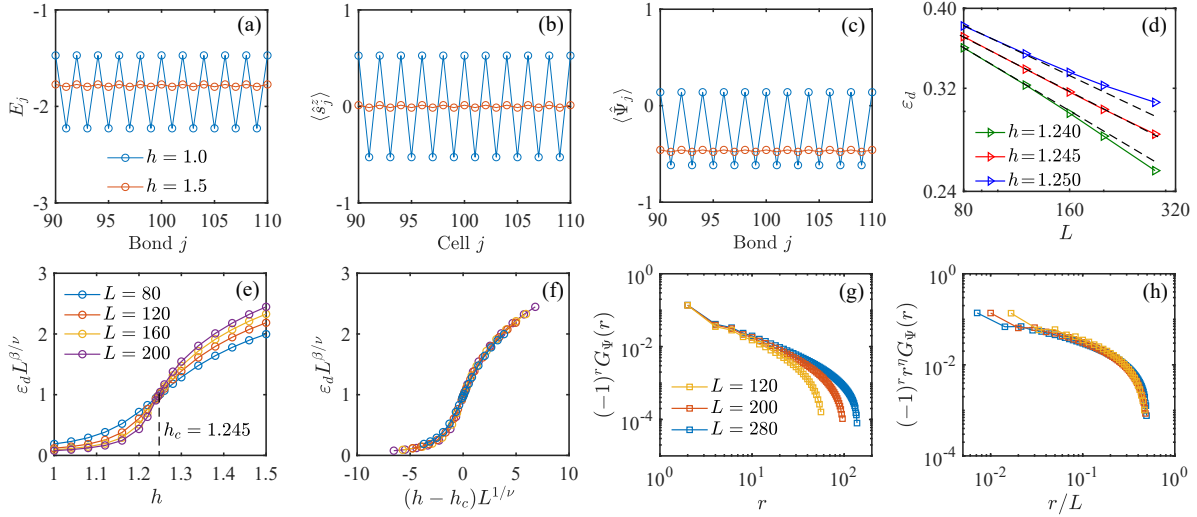 (a)
E_j
-1
-2
-3
90 95 100 105 110
Bond j
h = 1.0
h = 1.5
(b)
⟨ŝ_j^z⟩
1
0
-1
90 95 100 105 110
Cell j
(c)
⟨Ψ̂_j⟩
1
0
-1
90 95 100 105 110
Bond j
(d)
ε_d
0.40
0.32
0.24
80 160 320
L
h=1.240
h=1.245
h=1.250
(e)
ε_d L^{β/ν}
3
2
1
0
1 1.1 1.2 1.3 1.4 1.5
h
L = 80
L = 120
L = 160
L = 200
h_c = 1.245
(f)
ε_d L^{β/ν}
3
2
1
0
-10 -5 0 5 10
(h − h_c)L^{1/ν}
(g)
(−1)^r G_Ψ(r)
10^0
10^{-2}
10^{-4}
10^0 10^1 10^2
r
L = 120
L = 200
L = 280
(h)
(−1)^r r^η G_Ψ(r)
10^0
10^{-2}
10^{-4}
10^{-2} 10^{-1} 10^0
r/L